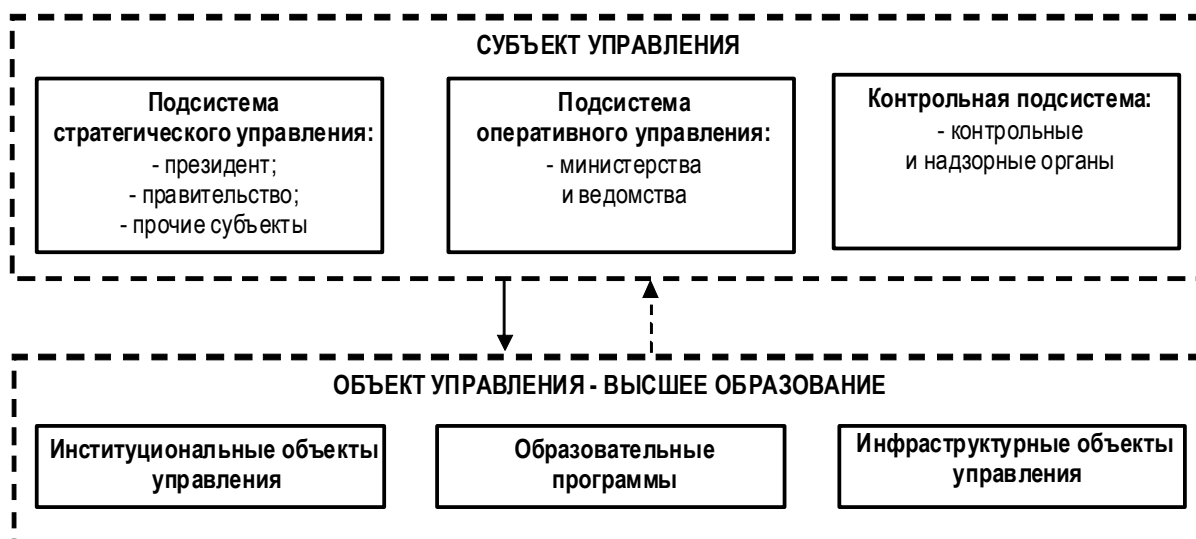 СУБЪЕКТ УПРАВЛЕНИЯ
Подсистема
стратегического управления:
- президент;
- правительство;
- прочие субъекты
Подсистема
оперативного управления:
- министерства
и ведомства
Контрольная подсистема:
- контрольные
и надзорные органы
ОБЪЕКТ УПРАВЛЕНИЯ - ВЫСШЕЕ ОБРАЗОВАНИЕ
Институциональные объекты
управления
Образовательные
программы
Инфраструктурные объекты
управления